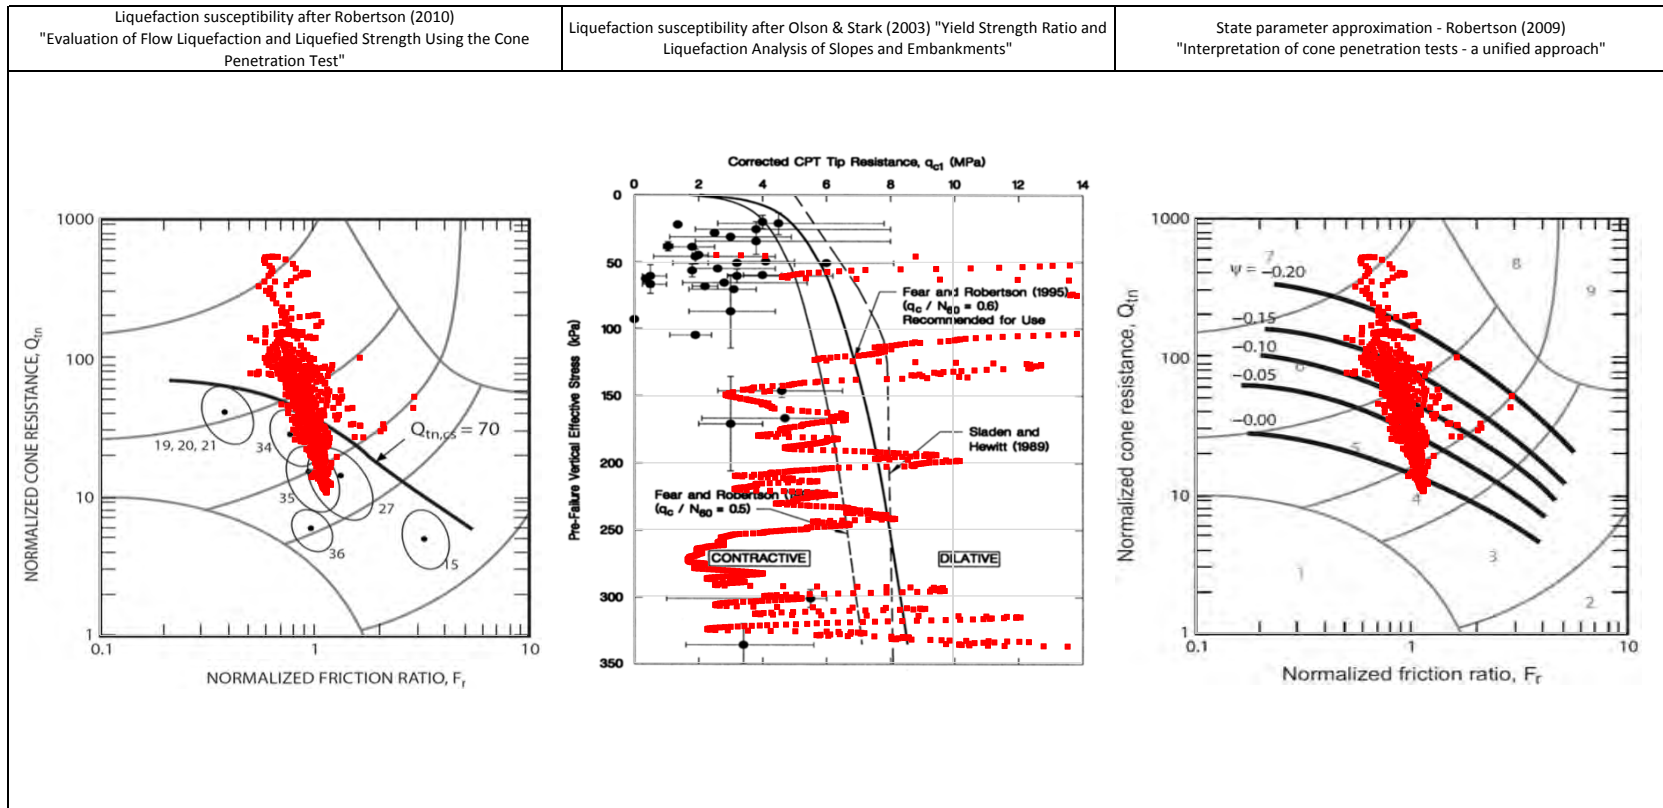 Liquefaction susceptibility after Robertson (2010)
"Evaluation of Flow Liquefaction and Liquefied Strength Using the Cone
Penetration Test"
Liquefaction susceptibility after Olson & Stark (2003) "Yield Strength Ratio and
Liquefaction Analysis of Slopes and Embankments"
State parameter approximation - Robertson (2009)
"Interpretation of cone penetration tests - a unified approach"
NORMALIZED CONE RESISTANCE, Qtn
1000
100
10
1
0.1
1
10
NORMALIZED FRICTION RATIO, Fr
19, 20, 21
34
35
36
27
15
Qtn,cs = 70
Corrected CPT Tip Resistance, qc1 (MPa)
0 2 4 6 8 10 12 14
Pre-Failure Vertical Effective Stress (kPa)
0
50
100
150
200
250
300
350
Fear and Robertson (1995)
(qc / N60 = 0.6)
Recommended for Use
Sladen and
Hewitt (1989)
Fear and Robertson
(qc / N60 = 0.5)
CONTRACTIVE
DILATIVE
Normalized cone resistance, Qtn
1000
100
10
1
0.1
1
10
Normalized friction ratio, Fr
ψ = -0.20
-0.15
-0.10
-0.05
-0.00
7
8
9
6
5
4
3
1
2